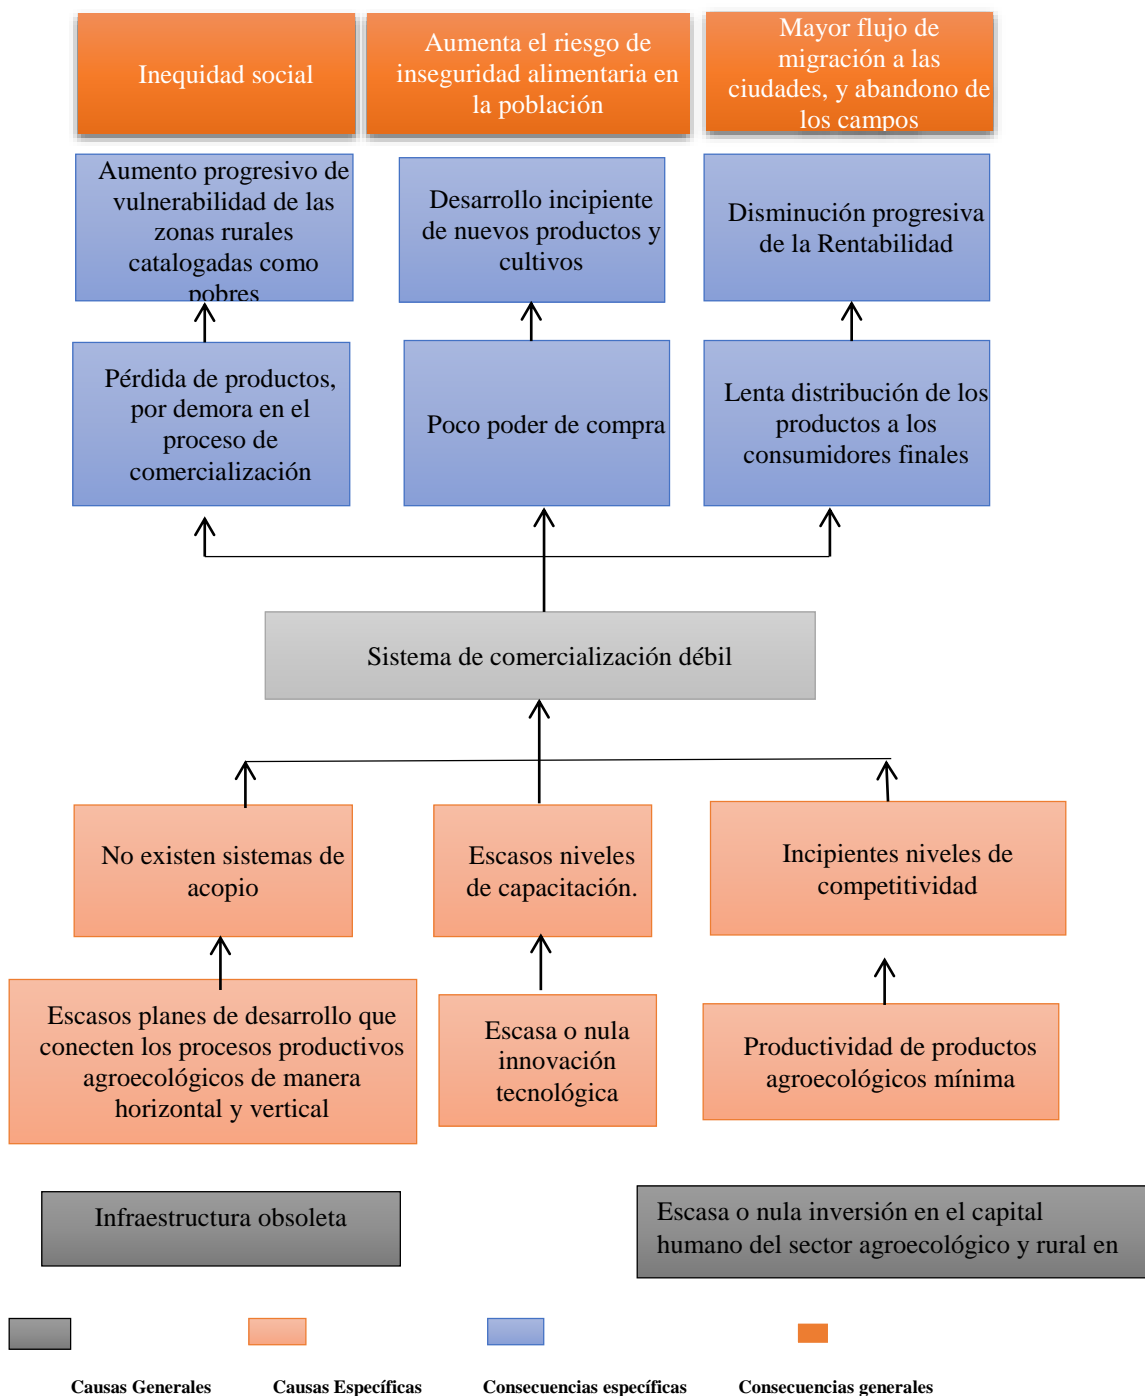 Inequidad social
Aumenta el riesgo de
inseguridad alimentaria en
la población
Mayor flujo de
migración a las
ciudades, y abandono de
los campos
Aumento progresivo de
vulnerabilidad de las
zonas rurales
catalogadas como
pobres
Desarrollo incipiente
de nuevos productos y
cultivos
Disminución progresiva
de la Rentabilidad
Pérdida de productos,
por demora en el
proceso de
comercialización
Poco poder de compra
Lenta distribución de los
productos a los
consumidores finales
Sistema de comercialización débil
No existen sistemas de
acopio
Escasos niveles
de capacitación.
Incipientes niveles de
competitividad
Escasos planes de desarrollo que
conecten los procesos productivos
agroecológicos de manera
horizontal y vertical
Escasa o nula
innovación
tecnológica
Productividad de productos
agroecológicos mínima
Infraestructura obsoleta
Escasa o nula inversión en el capital
humano del sector agroecológico y rural en
Causas Generales
Causas Específicas
Consecuencias específicas
Consecuencias generales